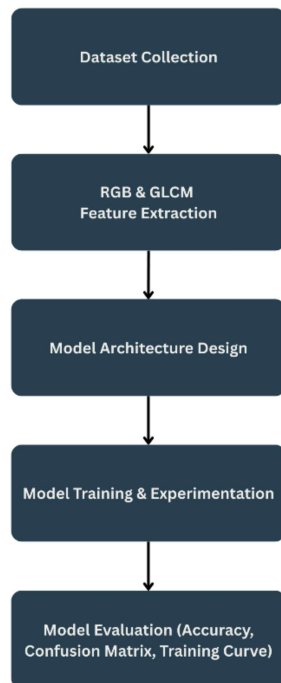 Dataset Collection
RGB & GLCM
Feature Extraction
Model Architecture Design
Model Training & Experimentation
Model Evaluation (Accuracy,
Confusion Matrix, Training Curve)